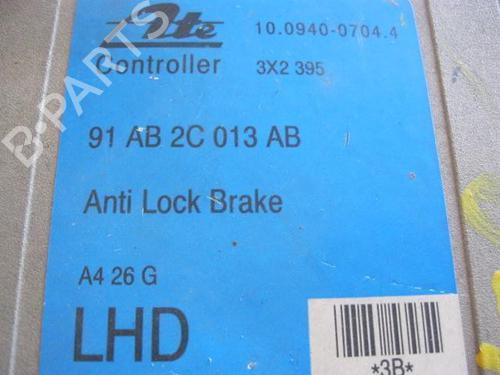 Ate 10.0940-0704.4
Controller 3X2 395
91 AB 2C 013 AB
Anti Lock Brake
A4 26 G
LHD
*3B*
B-PARTS